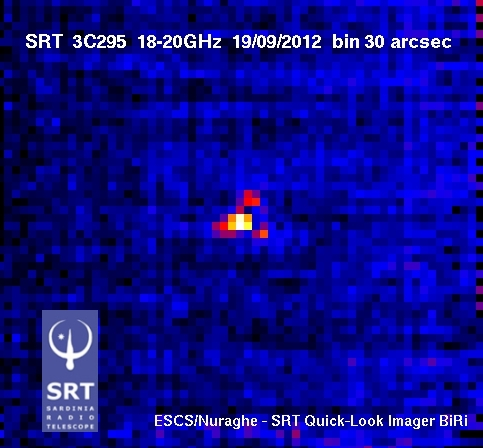 SRT 3C295 18-20GHz 19/09/2012 bin 30 arcsec
SRT
SARDINIA
RADIO
TELESCOPE
ESCS/Nuraghe - SRT Quick-Look Imager BiRi